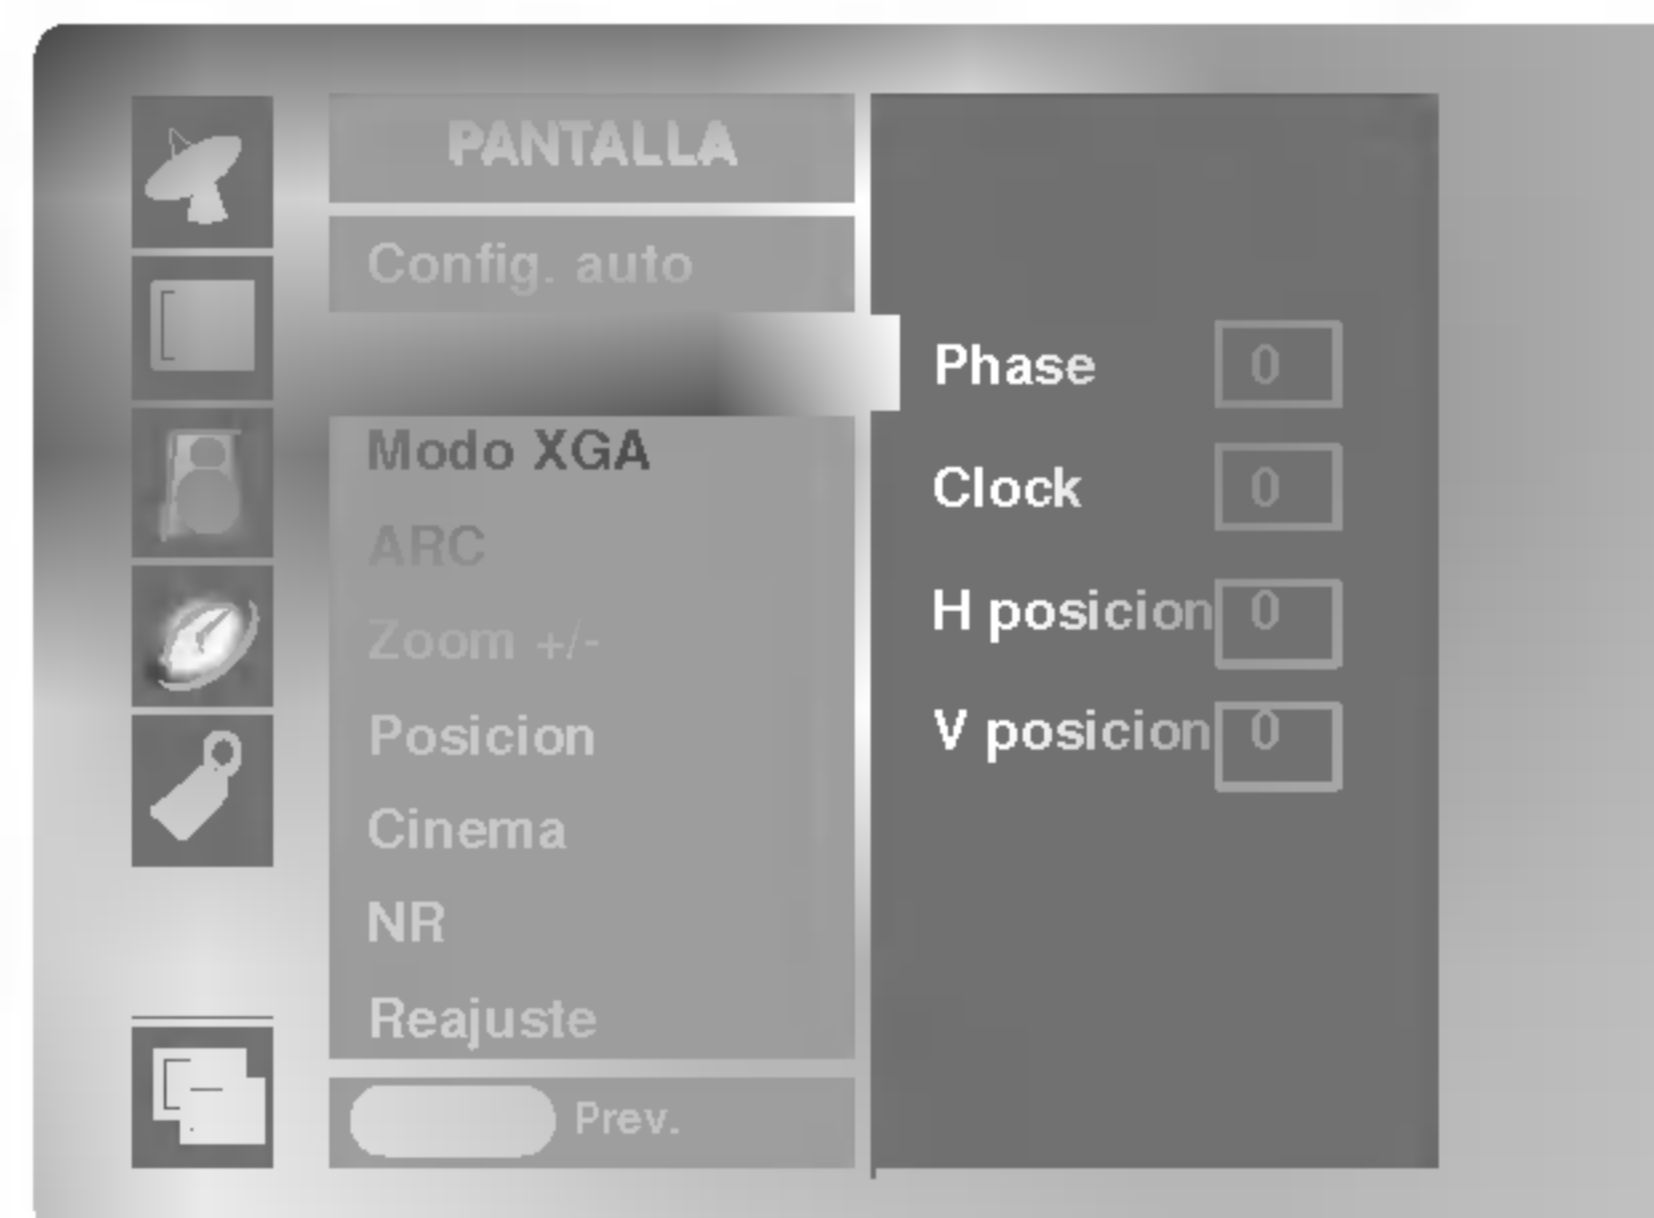 PANTALLA
Config. auto
Modo XGA
ARC
Zoom +/-
Posicion
Cinema
NR
Reajuste
Prev.
Phase 0
Clock 0
H posicion 0
V posicion 0